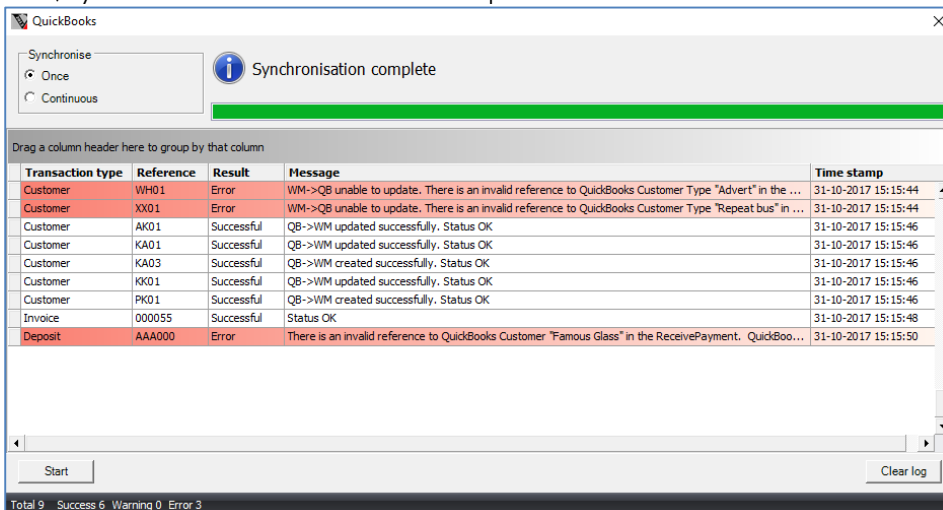 QuickBooks
Synchronise
Once
Continuous
Synchronisation complete
Drag a column header here to group by that column
Transaction type Reference Result Message Time stamp
Customer WH01 Error WM->QB unable to update. There is an invalid reference to QuickBooks Customer Type "Advert" in the ... 31-10-2017 15:15:44
Customer XX01 Error WM->QB unable to update. There is an invalid reference to QuickBooks Customer Type "Repeat bus" in ... 31-10-2017 15:15:44
Customer AK01 Successful QB->WM updated successfully. Status OK 31-10-2017 15:15:46
Customer KA01 Successful QB->WM updated successfully. Status OK 31-10-2017 15:15:46
Customer KA03 Successful QB->WM created successfully. Status OK 31-10-2017 15:15:46
Customer KK01 Successful QB->WM updated successfully. Status OK 31-10-2017 15:15:46
Customer PK01 Successful QB->WM created successfully. Status OK 31-10-2017 15:15:46
Invoice 000055 Successful Status OK 31-10-2017 15:15:48
Deposit AAA000 Error There is an invalid reference to QuickBooks Customer "Famous Glass" in the ReceivePayment. QuickBoo... 31-10-2017 15:15:50
Start Clear log
Total 9 Success 6 Warning 0 Error 3